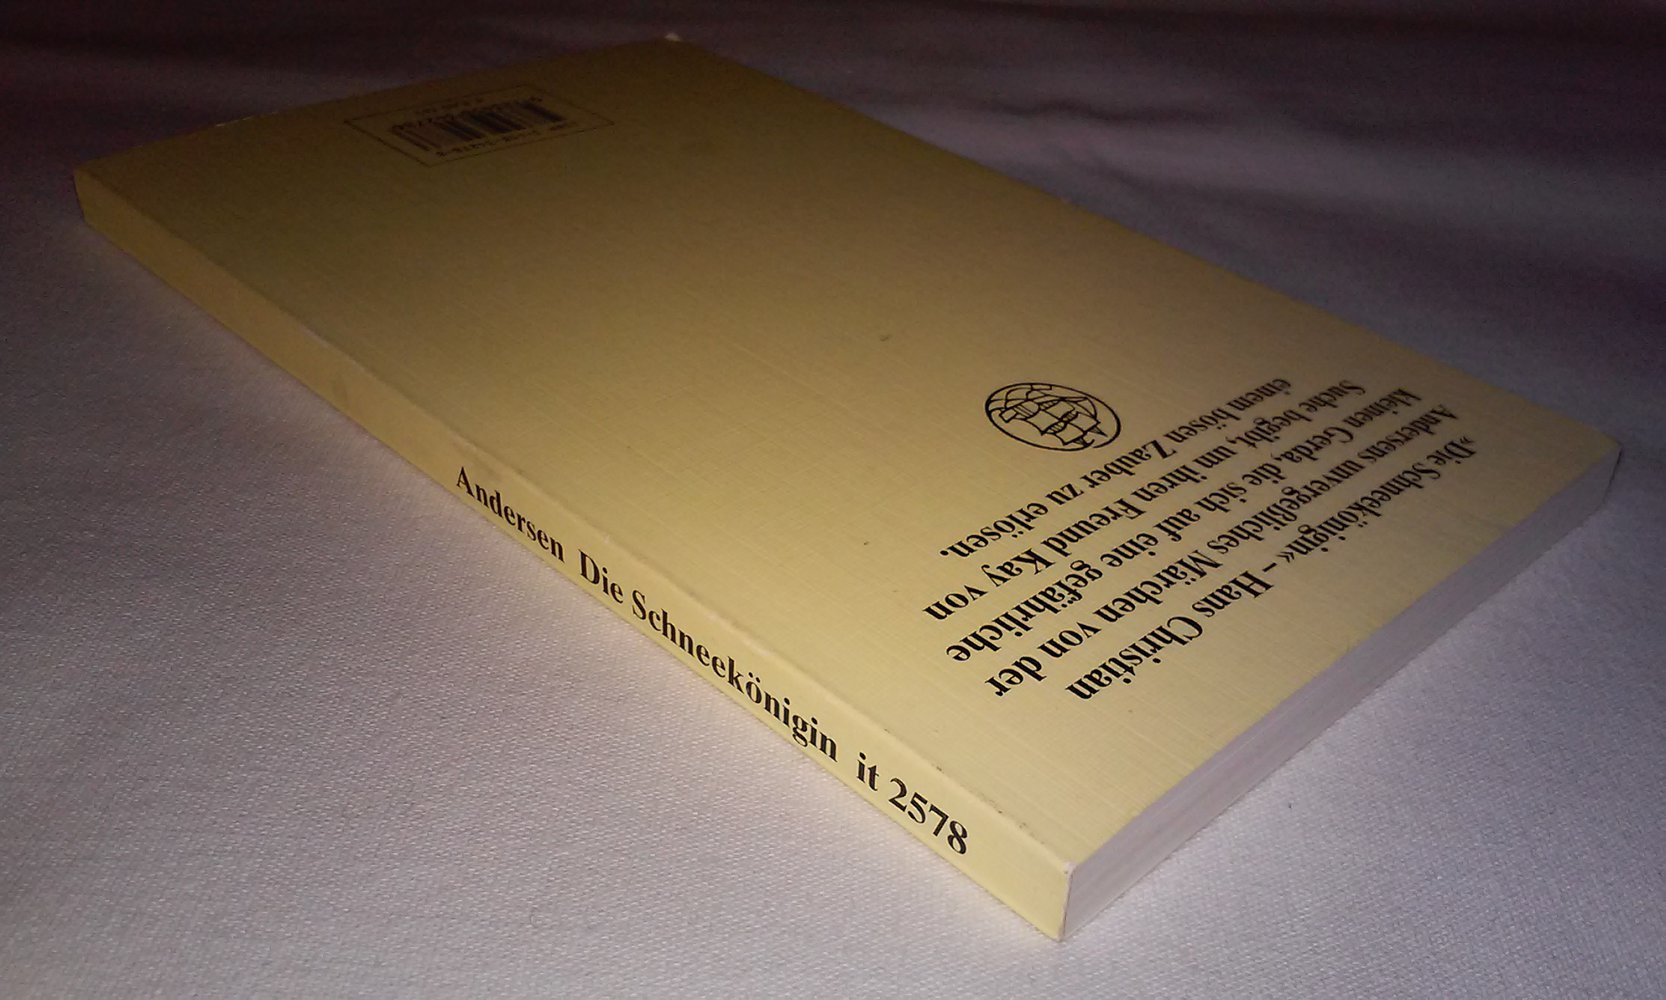 »Die Schneekönigin« – Hans Christian
Andersens unvergeßliches Märchen von der
kleinen Gerda, die sich auf eine gefährliche
Suche begibt, um ihren Freund Kay von
einem bösen Zauber zu erlösen.
Andersen Die Schneekönigin it 2578